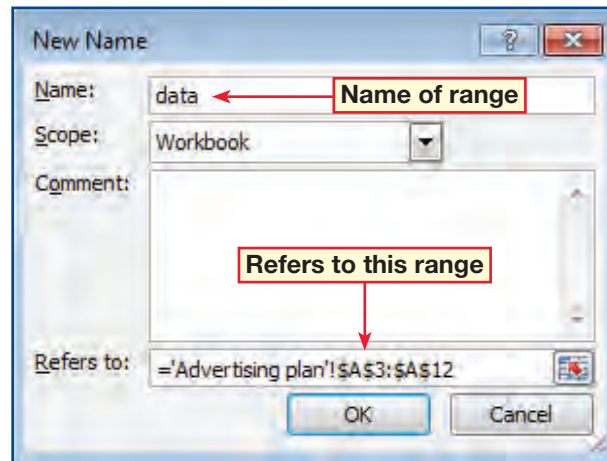 New Name
Name: data Name of range
Scope: Workbook
Comment:
Refers to this range
Refers to: ='Advertising plan'!$A$3:$A$12
OK Cancel